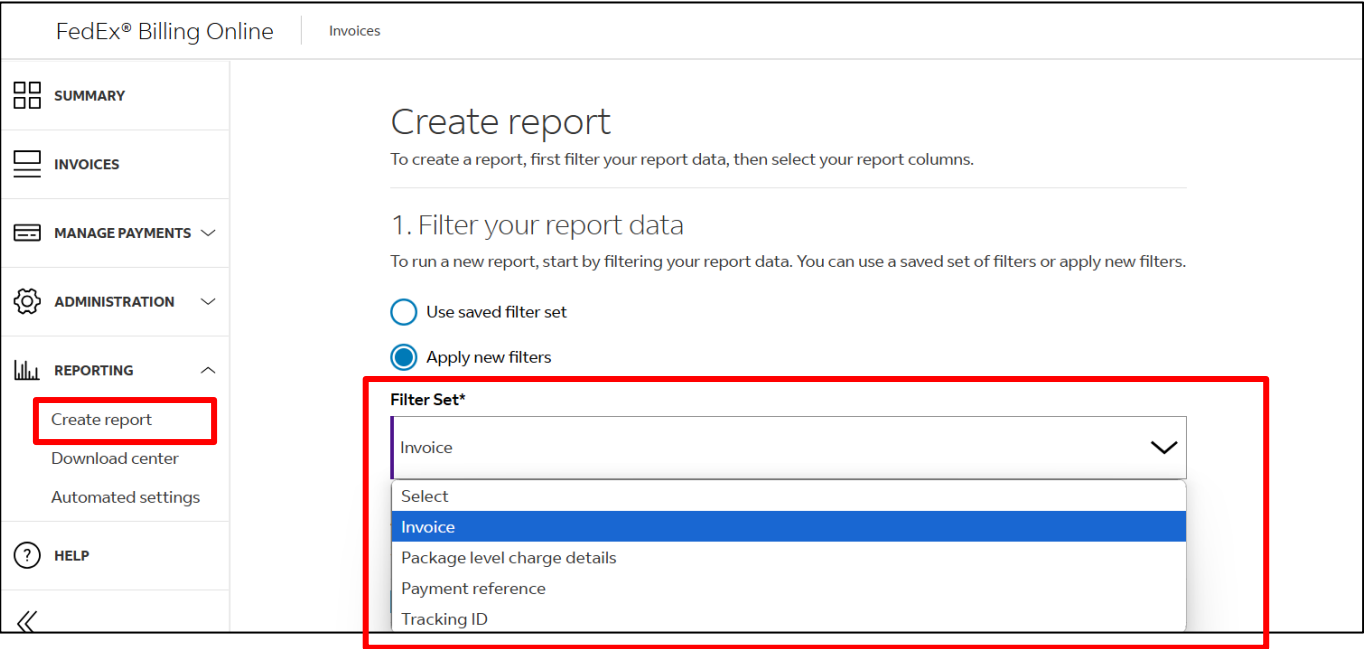 FedEx® Billing Online
Invoices
SUMMARY
INVOICES
MANAGE PAYMENTS
ADMINISTRATION
REPORTING
Create report
Download center
Automated settings
HELP
Create report
To create a report, first filter your report data, then select your report columns.
1. Filter your report data
To run a new report, start by filtering your report data. You can use a saved set of filters or apply new filters.
Use saved filter set
Apply new filters
Filter Set*
Invoice
Select
Invoice
Package level charge details
Payment reference
Tracking ID